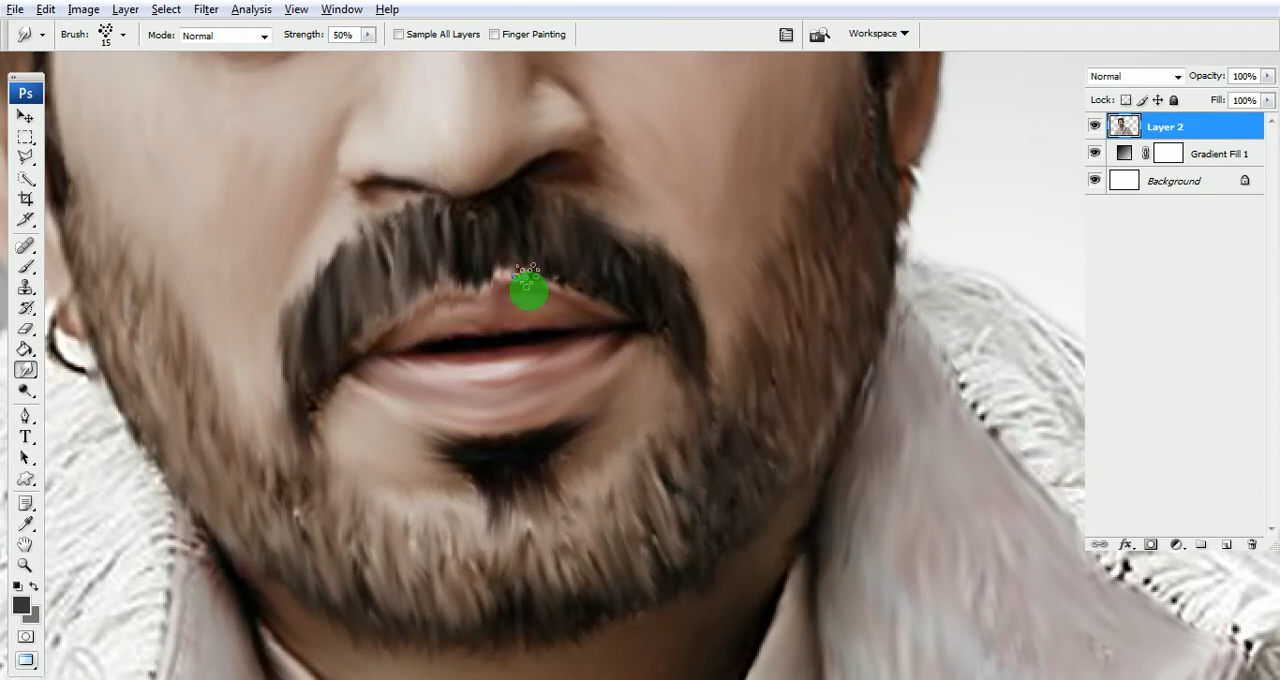 File Edit Image Layer Select Filter Analysis View Window Help
Brush: 15 Mode: Normal Strength: 50% Sample All Layers Finger Painting Workspace
Ps
Normal Opacity: 100%
Lock: Fill: 100%
Layer 2
Gradient Fill 1
Background
T
fx